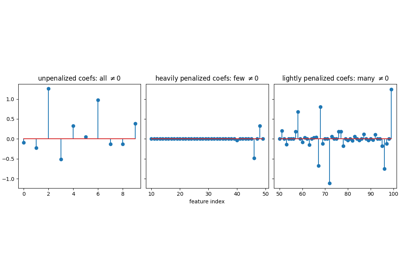 unpenalized coefs: all ≠0
heavily penalized coefs: few ≠0
lightly penalized coefs: many ≠0
1.0
0.5
0.0
−0.5
−1.0
0 2 4 6 8
10 20 30 40 50
50 60 70 80 90 100
feature index